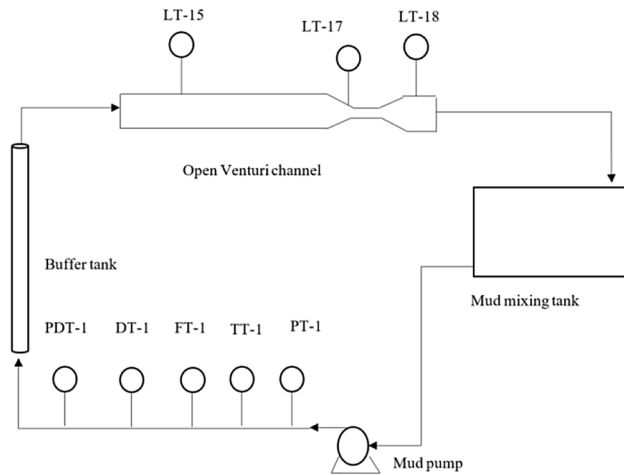 LT-15
LT-17
LT-18
Open Venturi channel
Buffer tank
Mud mixing tank
PDT-1
DT-1
FT-1
TT-1
PT-1
Mud pump